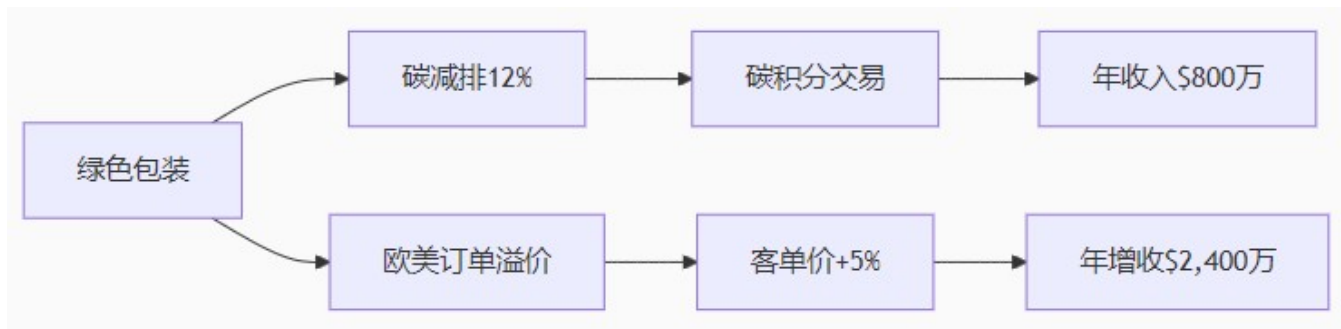 碳减排12%
碳积分交易
年收入$800万
绿色包装
欧美订单溢价
客单价+5%
年增收$2,400万